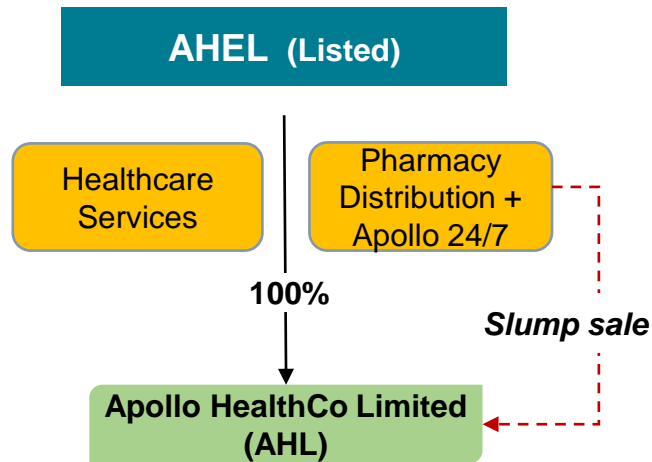 AHEL (Listed)
Healthcare
Services
Pharmacy
Distribution +
Apollo 24/7
100%
Slump sale
Apollo HealthCo Limited
(AHL)